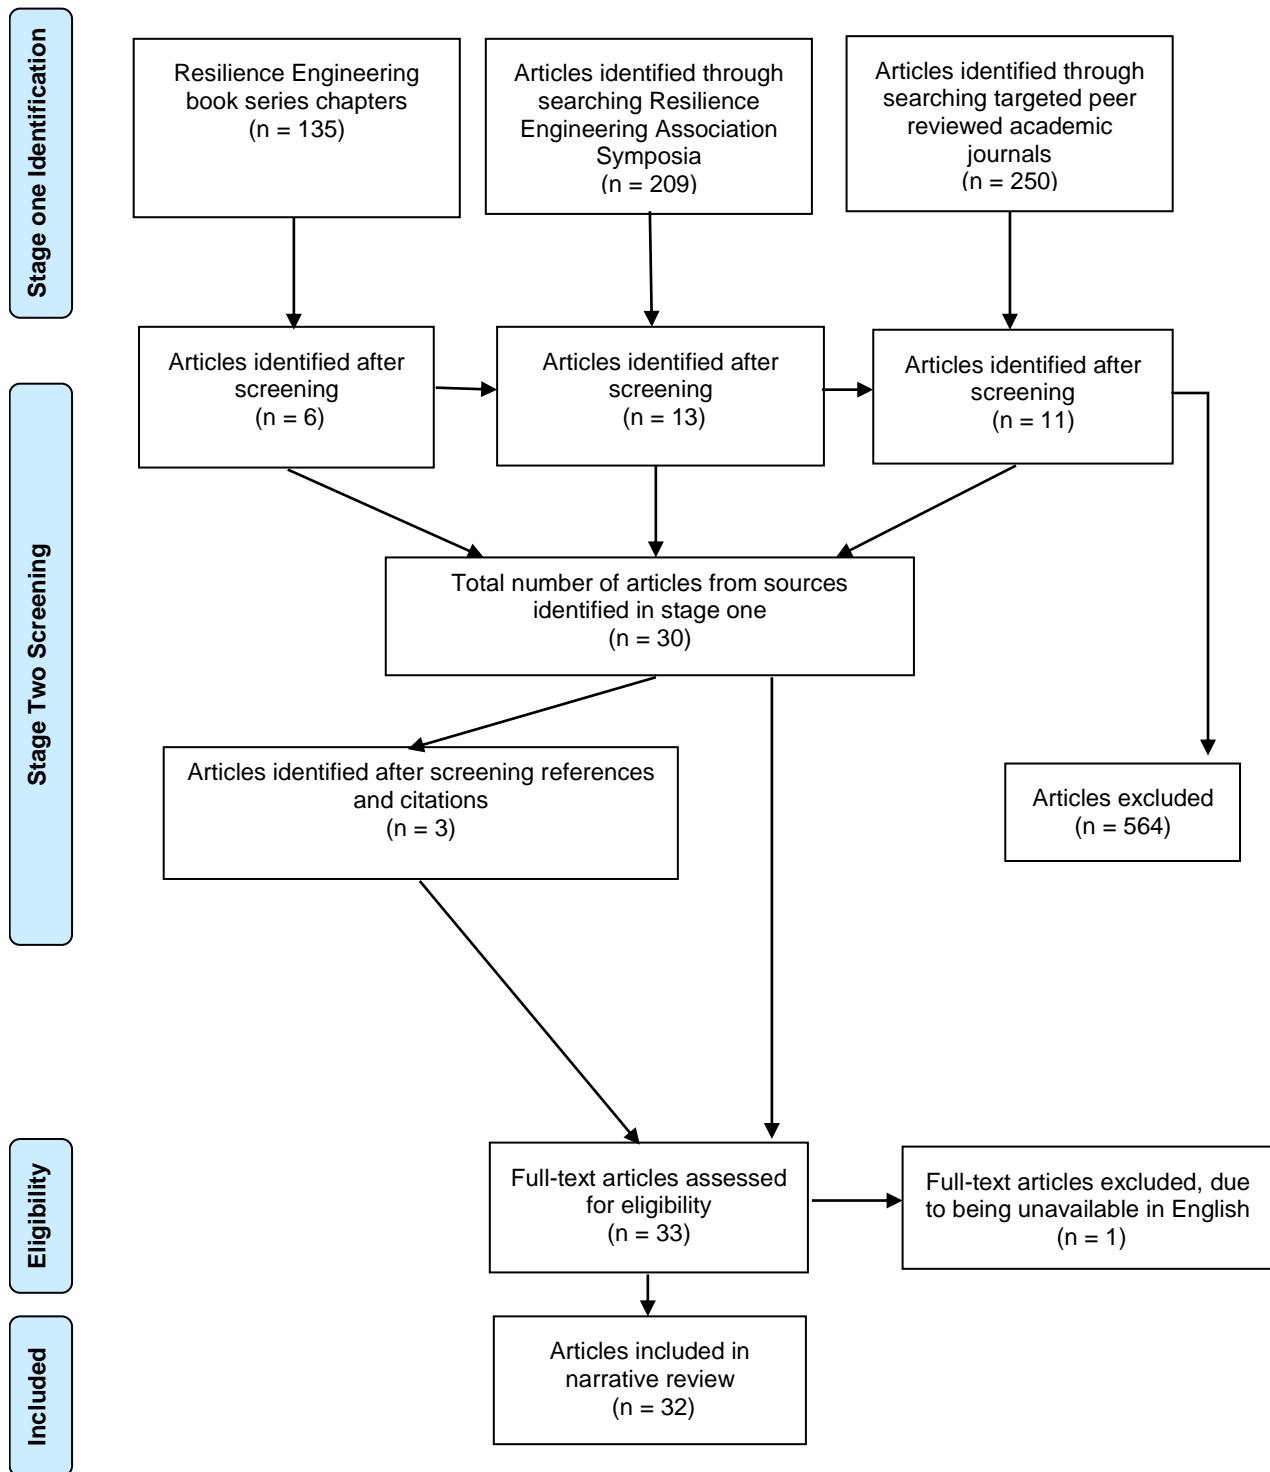 Stage one Identification
Resilience Engineering
book series chapters
(n = 135)
Articles identified through
searching Resilience
Engineering Association
Symposia
(n = 209)
Articles identified through
searching targeted peer
reviewed academic
journals
(n = 250)
Stage Two Screening
Articles identified after
screening
(n = 6)
Articles identified after
screening
(n = 13)
Articles identified after
screening
(n = 11)
Total number of articles from sources
identified in stage one
(n = 30)
Articles identified after screening references
and citations
(n = 3)
Articles excluded
(n = 564)
Eligibility
Full-text articles assessed
for eligibility
(n = 33)
Full-text articles excluded, due
to being unavailable in English
(n = 1)
Included
Articles included in
narrative review
(n = 32)